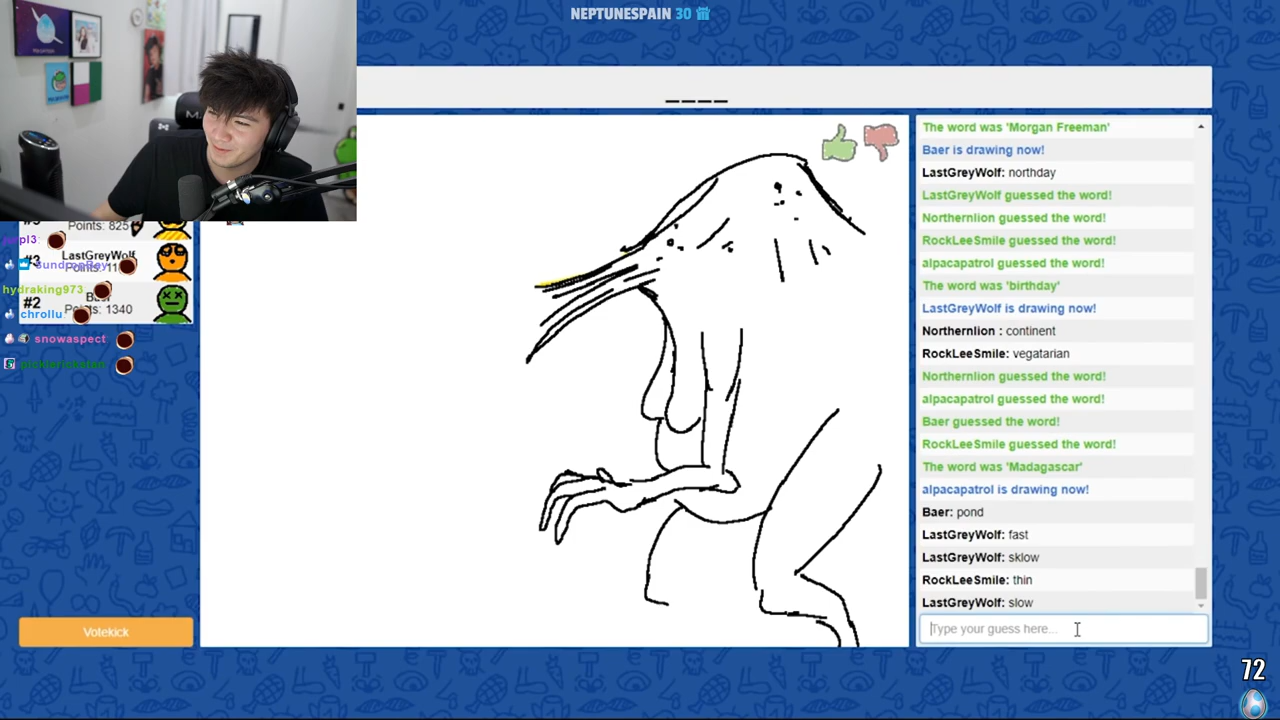 NEPTUNESPAIN 30
____
The word was 'Morgan Freeman'
Baer is drawing now!
LastGreyWolf: northday
LastGreyWolf guessed the word!
Northernlion guessed the word!
RockLeeSmile guessed the word!
alpacapatrol guessed the word!
The word was 'birthday'
LastGreyWolf is drawing now!
Northernlion : continent
RockLeeSmile: vegatarian
Northernlion guessed the word!
alpacapatrol guessed the word!
Baer guessed the word!
RockLeeSmile guessed the word!
The word was 'Madagascar'
alpacapatrol is drawing now!
Baer: pond
LastGreyWolf: fast
LastGreyWolf: sklow
RockLeeSmile: thin
LastGreyWolf: slow
Type your guess here...
Points: 825
#3 LastGreyWolf
hydraking973:
#2
Points: 1340
chrollu:
snowaspect
Votekick
72